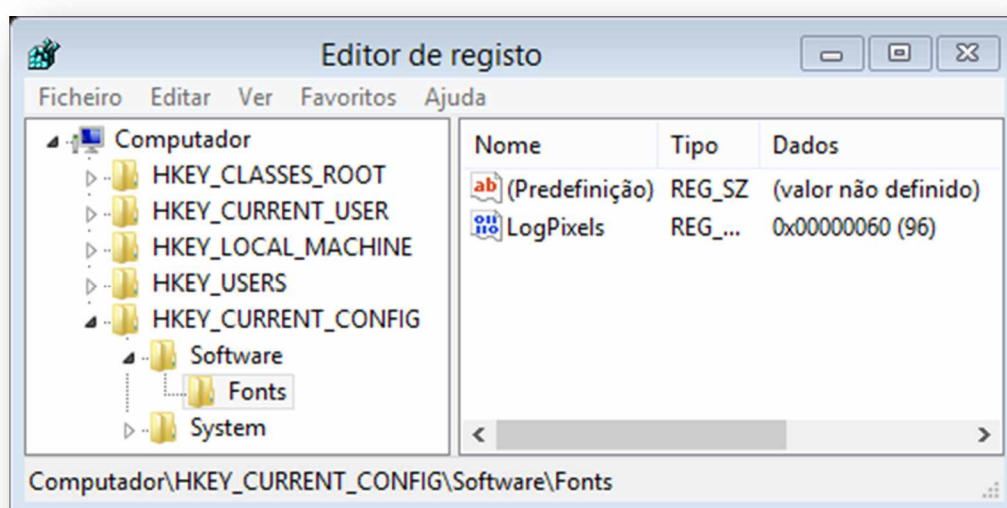 Editor de registo
Ficheiro Editar Ver Favoritos Ajuda
Computador
HKEY_CLASSES_ROOT
HKEY_CURRENT_USER
HKEY_LOCAL_MACHINE
HKEY_USERS
HKEY_CURRENT_CONFIG
Software
Fonts
System
Nome Tipo Dados
ab (Predefinição) REG_SZ (valor não definido)
LogPixels REG_... 0x00000060 (96)
Computador\HKEY_CURRENT_CONFIG\Software\Fonts